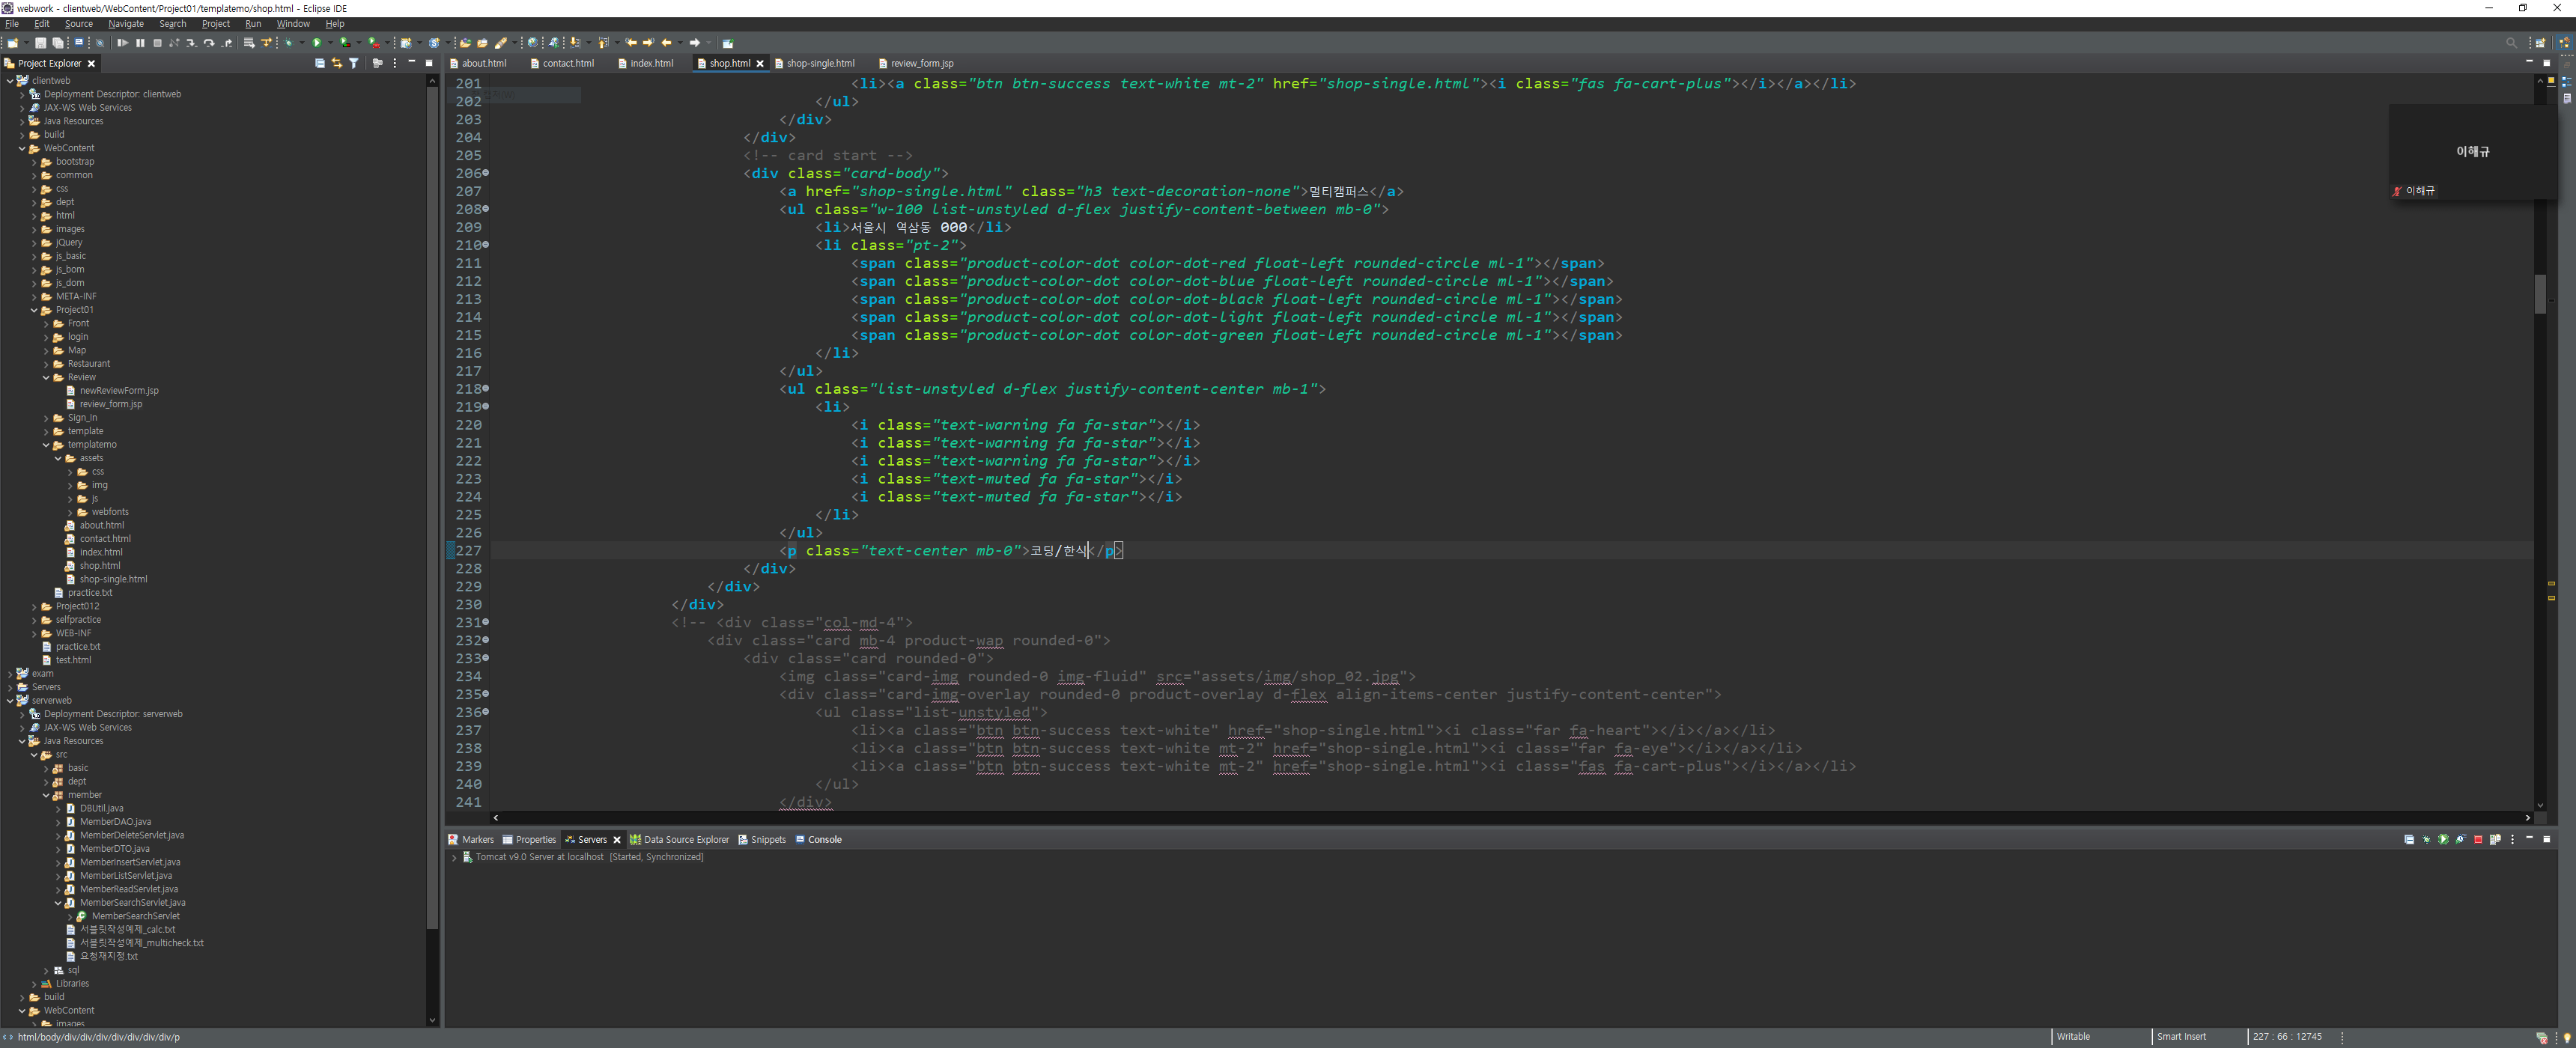 webwork - clientweb/WebContent/Project01/templatemo/shop.html - Eclipse IDE
File Edit Source Navigate Search Project Run Window Help
Project Explorer
clientweb
Deployment Descriptor: clientweb
JAX-WS Web Services
Java Resources
build
WebContent
bootstrap
common
css
dept
html
images
jQuery
js_basic
js_bom
js_dom
META-INF
Project01
Front
login
Map
Restaurant
Review
newReviewForm.jsp
review_form.jsp
Sign_In
template
templatemo
assets
css
img
js
webfonts
about.html
contact.html
index.html
shop.html
shop-single.html
practice.txt
Project012
selfpractice
WEB-INF
practice.txt
test.html
exam
Servers
serverweb
Deployment Descriptor: serverweb
JAX-WS Web Services
Java Resources
src
basic
dept
member
DBUtil.java
MemberDAO.java
MemberDeleteServlet.java
MemberDTO.java
MemberInsertServlet.java
MemberListServlet.java
MemberReadServlet.java
MemberSearchServlet.java
MemberSearchServlet
서블릿작성예제_calc.txt
서블릿작성예제_multicheck.txt
요청재지정.txt
sql
Libraries
build
WebContent
images
about.html contact.html index.html shop.html shop-single.html review_form.jsp
201 <li><a class="btn btn-success text-white mt-2" href="shop-single.html"><i class="fas fa-cart-plus"></i></a></li>
202 </ul>
203 </div>
204 </div>
205 <!-- card start -->
206 <div class="card-body">
207 <a href="shop-single.html" class="h3 text-decoration-none">멀티캠퍼스</a>
208 <ul class="w-100 list-unstyled d-flex justify-content-between mb-0">
209 <li>서울시 역삼동 000</li>
210 <li class="pt-2">
211 <span class="product-color-dot color-dot-red float-left rounded-circle ml-1"></span>
212 <span class="product-color-dot color-dot-blue float-left rounded-circle ml-1"></span>
213 <span class="product-color-dot color-dot-black float-left rounded-circle ml-1"></span>
214 <span class="product-color-dot color-dot-light float-left rounded-circle ml-1"></span>
215 <span class="product-color-dot color-dot-green float-left rounded-circle ml-1"></span>
216 </li>
217 </ul>
218 <ul class="list-unstyled d-flex justify-content-center mb-1">
219 <li>
220 <i class="text-warning fa fa-star"></i>
221 <i class="text-warning fa fa-star"></i>
222 <i class="text-warning fa fa-star"></i>
223 <i class="text-muted fa fa-star"></i>
224 <i class="text-muted fa fa-star"></i>
225 </li>
226 </ul>
227 <p class="text-center mb-0">코딩/한식</p>
228 </div>
229 </div>
230 </div>
231 <!-- <div class="col-md-4">
232 <div class="card mb-4 product-wap rounded-0">
233 <div class="card rounded-0">
234 <img class="card-img rounded-0 img-fluid" src="assets/img/shop_02.jpg">
235 <div class="card-img-overlay rounded-0 product-overlay d-flex align-items-center justify-content-center">
236 <ul class="list-unstyled">
237 <li><a class="btn btn-success text-white" href="shop-single.html"><i class="far fa-heart"></i></a></li>
238 <li><a class="btn btn-success text-white mt-2" href="shop-single.html"><i class="far fa-eye"></i></a></li>
239 <li><a class="btn btn-success text-white mt-2" href="shop-single.html"><i class="fas fa-cart-plus"></i></a></li>
240 </ul>
241 </div>
이해규
이해규
Markers Properties Servers Data Source Explorer Snippets Console
Tomcat v9.0 Server at localhost [Started, Synchronized]
html/body/div/div/div/div/div/div/div/p
Writable Smart Insert 227 : 66 : 12745